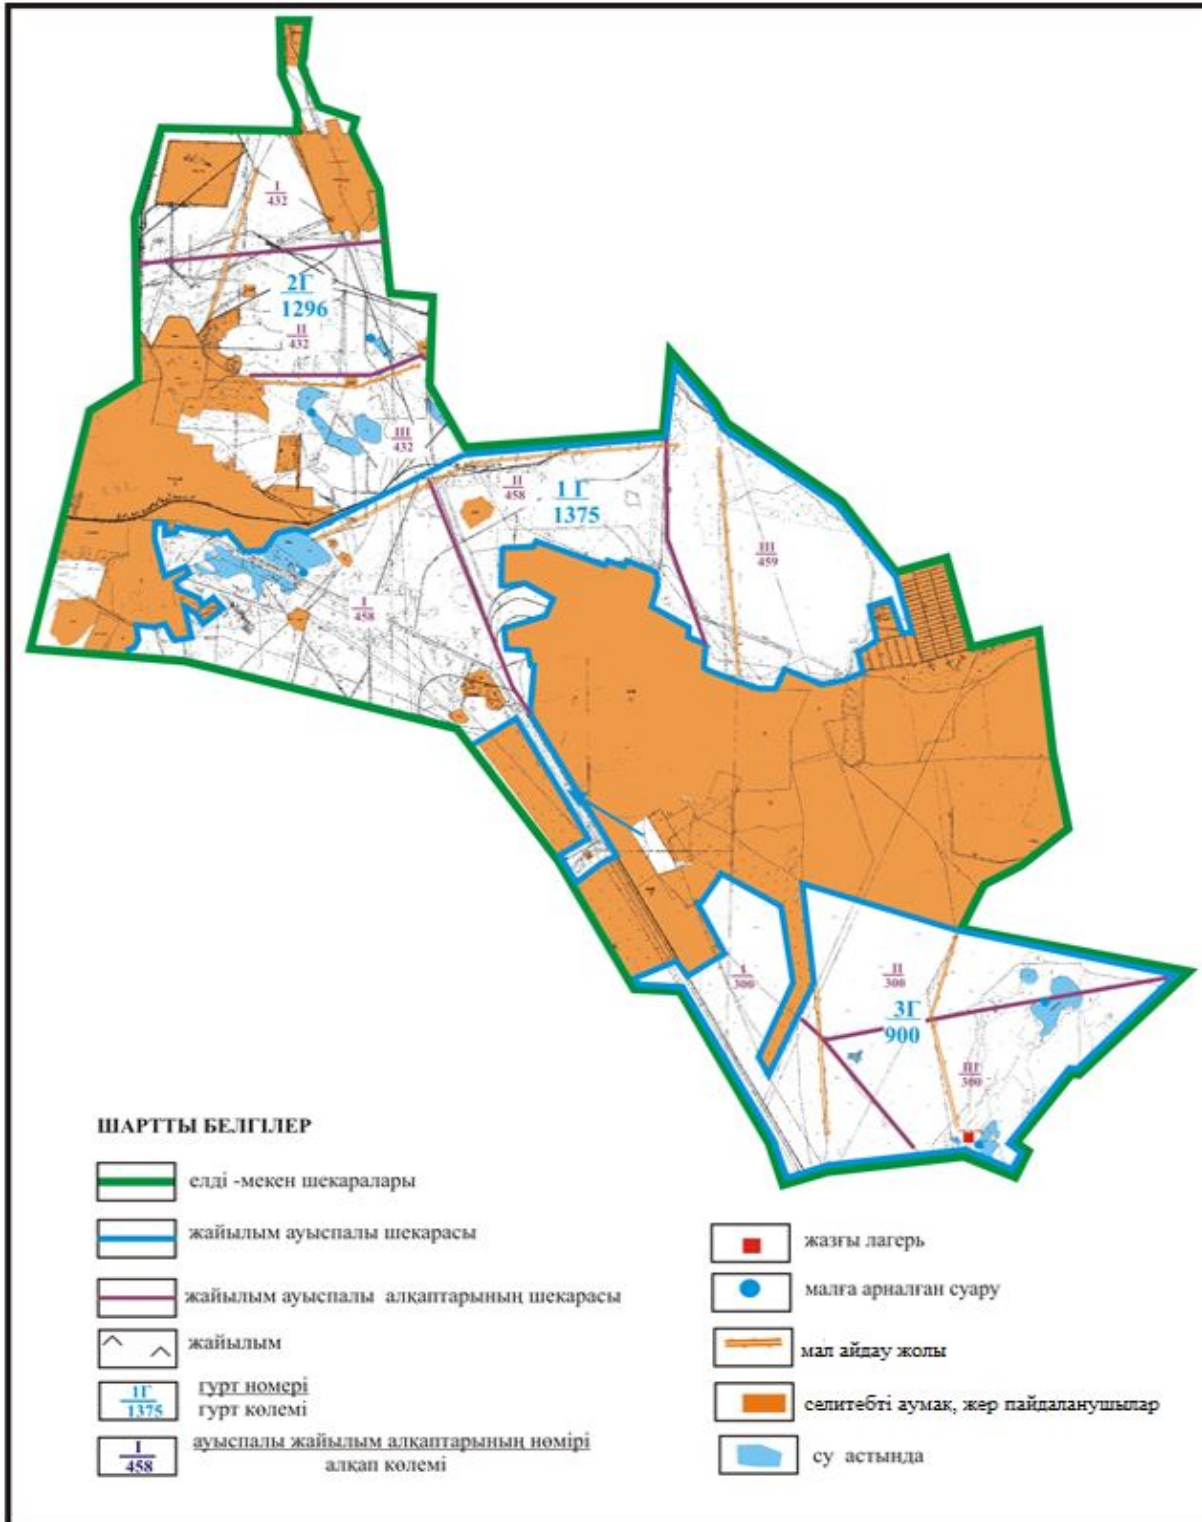 I
432
2Г
1296
II
432
III
432
II
458
1 Г
1375
III
459
I
458
I
300
II
300
3Г
900
III
300
ШАРТТЫ БЕЛГІЛЕР
елді -мекен шекаралары
жайылым ауыспалы шекарасы
жайылым ауыспалы алқаптарының шекарасы
жайылым
1Г
1375
гурт номері
гурт көлемі
I
458
ауыспалы жайылым алқаптарының нөмірі
алқап көлемі
жазғы лагерь
малға арналған суару
мал айдау жолы
селитебті аумақ, жер пайдаланушылар
су астында